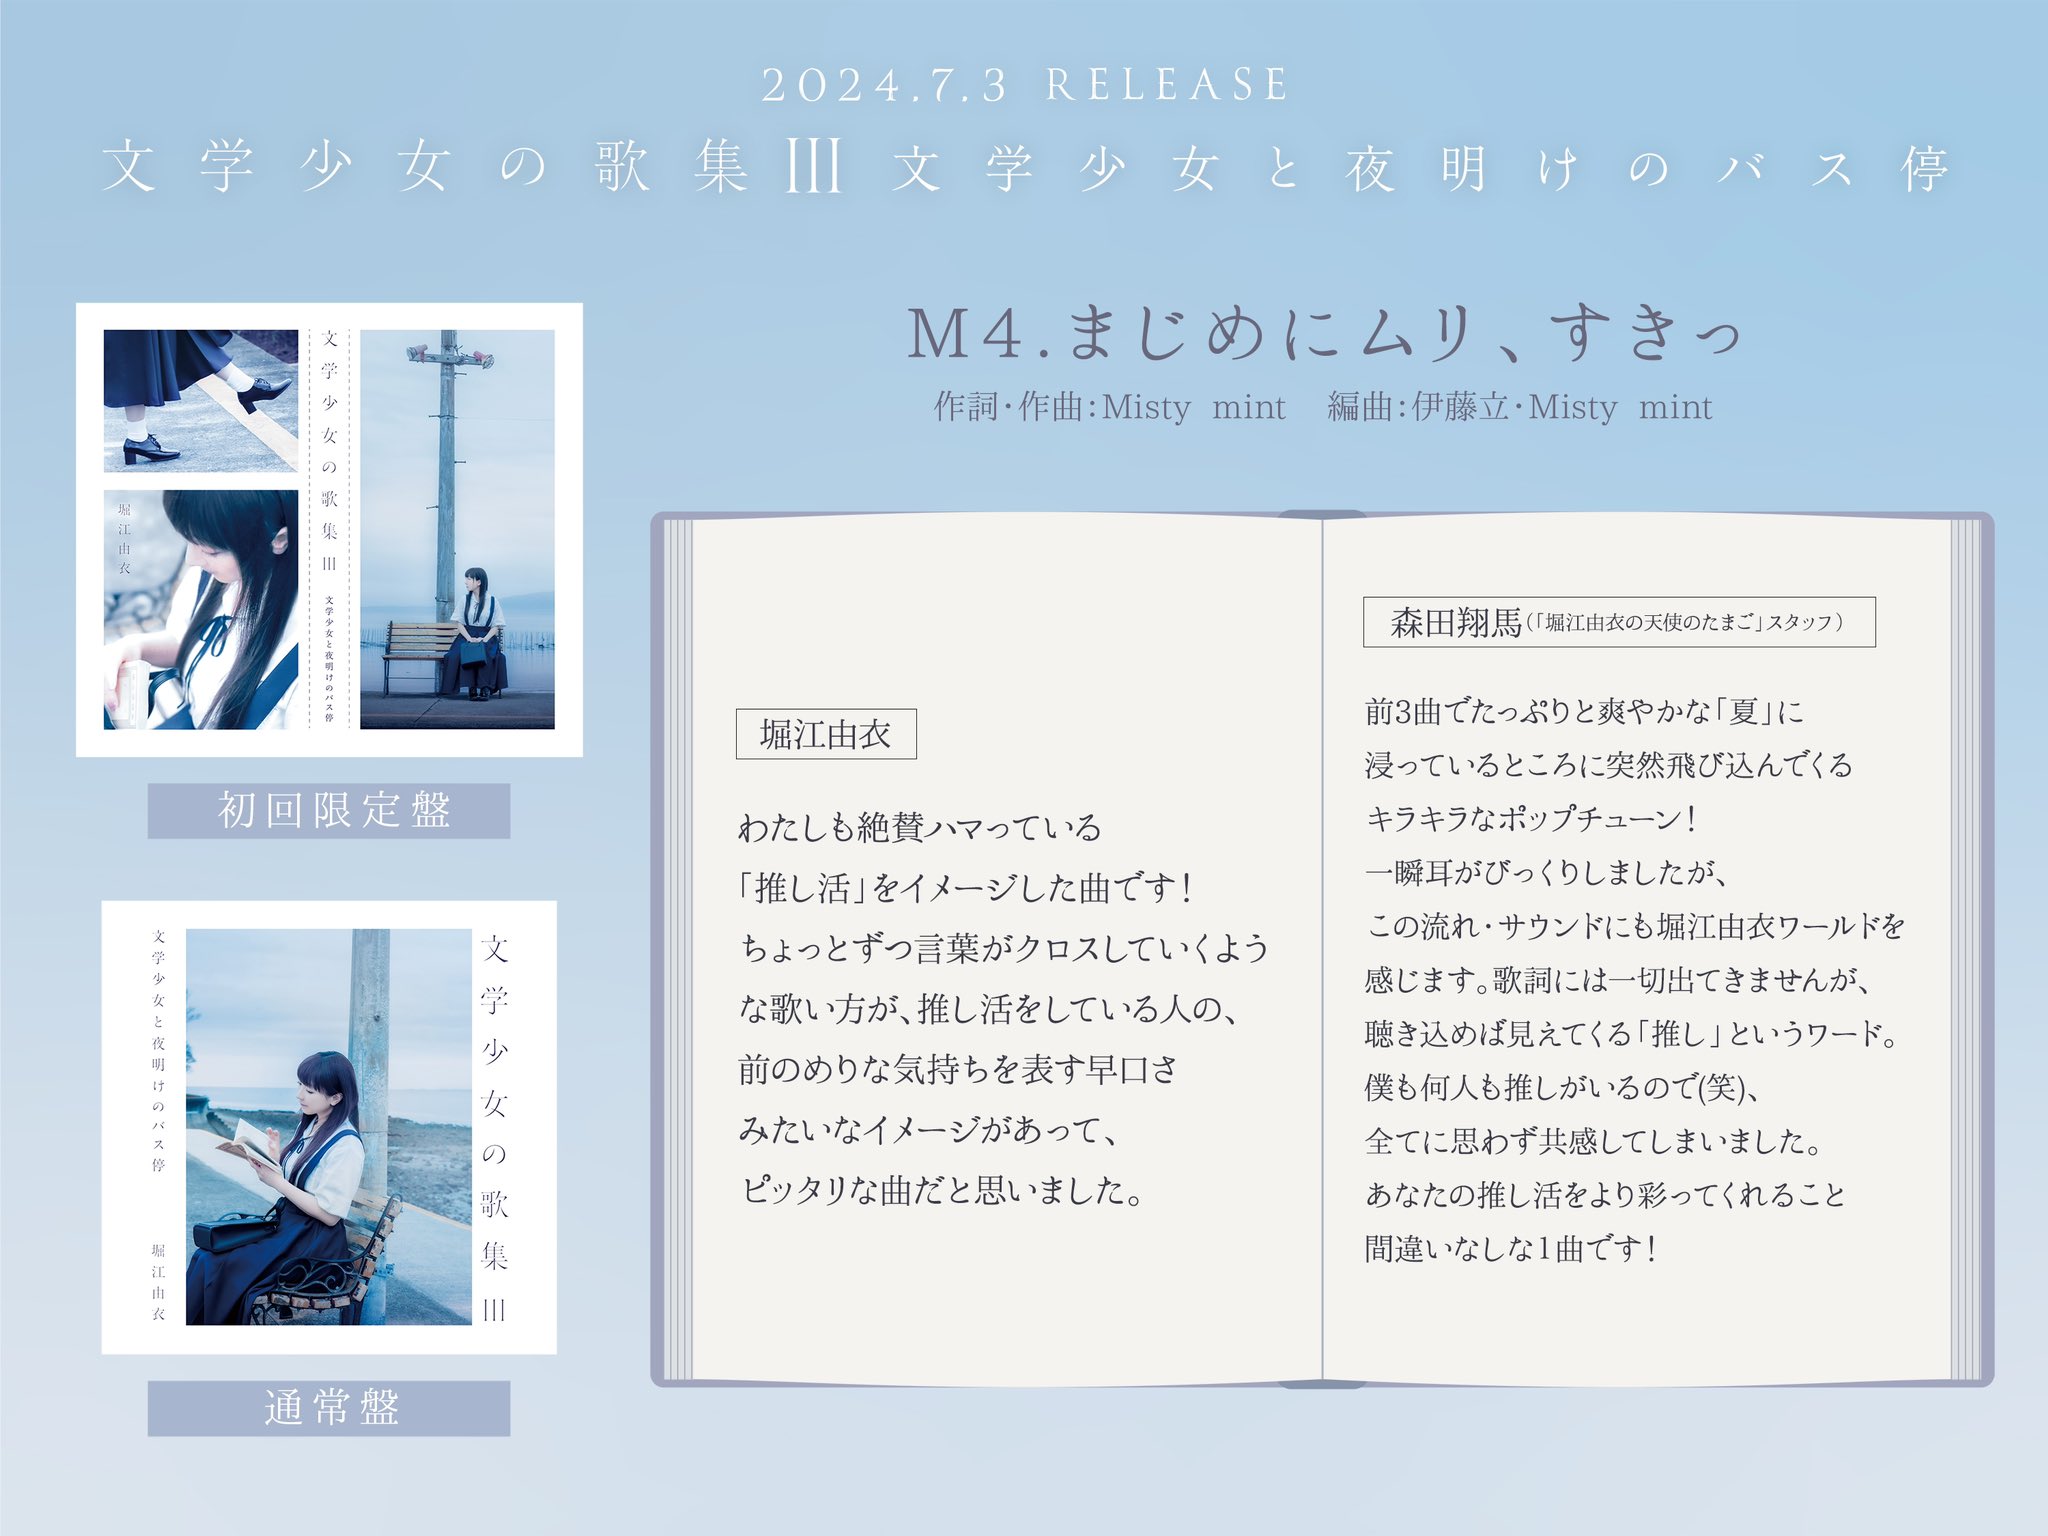 2024.7.3 RELEASE
文学少女の歌集III 文学少女と夜明けのバス停
文学少女の歌集III
文学少女と夜明けのバス停
堀江由衣
初回限定盤
文学少女と夜明けのバス停
堀江由衣
文学少女の歌集III
通常盤
M4.まじめにムリ、すきっ
作詞・作曲:Misty mint 編曲:伊藤立・Misty mint
堀江由衣
わたしも絶賛ハマっている
「推し活」をイメージした曲です!
ちょっとずつ言葉がクロスしていくよう
な歌い方が、推し活をしている人の、
前のめりな気持ちを表す早口さ
みたいなイメージがあって、
ピッタリな曲だと思いました。
森田翔馬(「堀江由衣の天使のたまご」スタッフ)
前3曲でたっぷりと爽やかな「夏」に
浸っているところに突然飛び込んでくる
キラキラなポップチューン!
一瞬耳がびっくりしましたが、
この流れ・サウンドにも堀江由衣ワールドを
感じます。歌詞には一切出てきませんが、
聴き込めば見えてくる「推し」というワード。
僕も何人も推しがいるので(笑)、
全てに思わず共感してしまいました。
あなたの推し活をより彩ってくれること
間違いなしな1曲です!